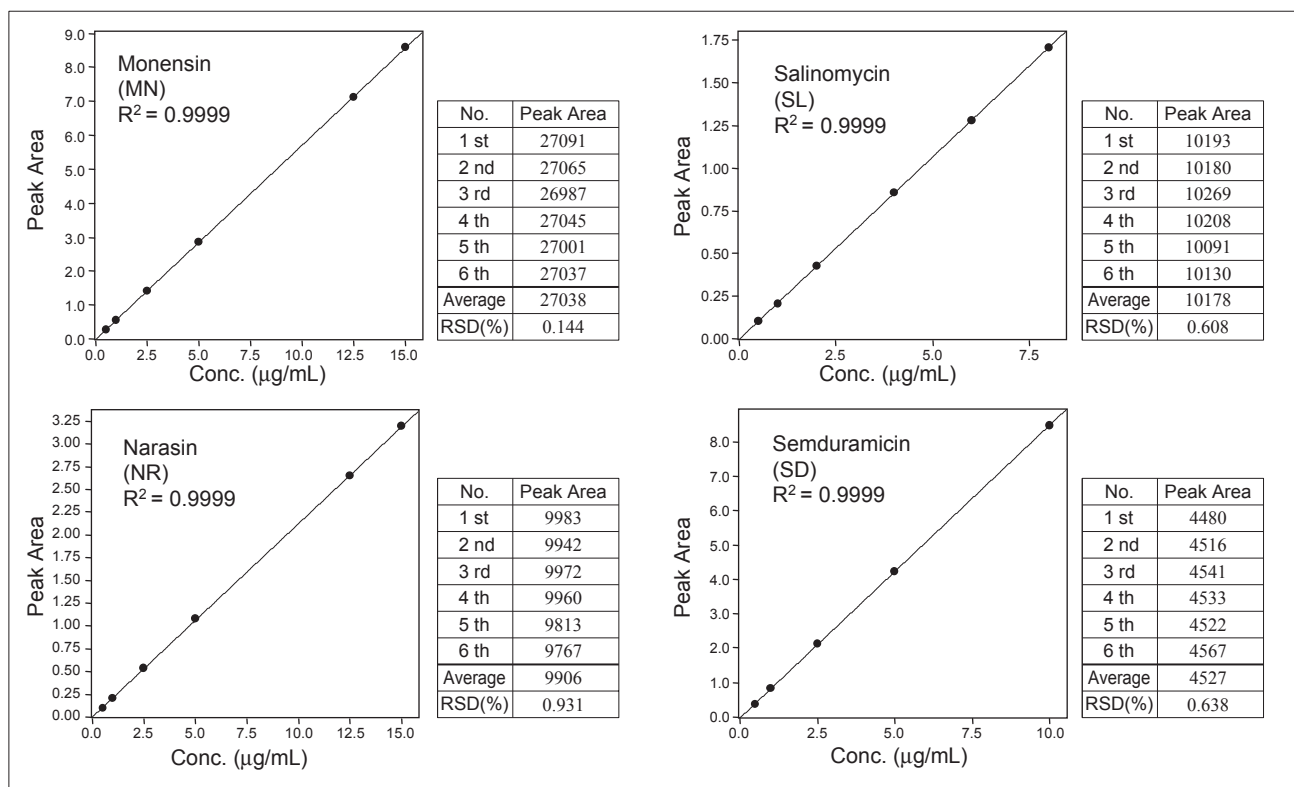 Monensin
(MN)
R² = 0.9999
Peak Area
9.0
8.0
7.0
6.0
5.0
4.0
3.0
2.0
1.0
0.0
0.0 2.5 5.0 7.5 10.0 12.5 15.0
Conc. (µg/mL)
No. Peak Area
1 st 27091
2 nd 27065
3 rd 26987
4 th 27045
5 th 27001
6 th 27037
Average 27038
RSD(%) 0.144
Salinomycin
(SL)
R² = 0.9999
Peak Area
1.75
1.50
1.25
1.00
0.75
0.50
0.25
0.00
0.0 2.5 5.0 7.5
Conc. (µg/mL)
No. Peak Area
1 st 10193
2 nd 10180
3 rd 10269
4 th 10208
5 th 10091
6 th 10130
Average 10178
RSD(%) 0.608
Narasin
(NR)
R² = 0.9999
Peak Area
3.25
3.00
2.75
2.50
2.25
2.00
1.75
1.50
1.25
1.00
0.75
0.50
0.25
0.00
0.0 2.5 5.0 7.5 10.0 12.5 15.0
Conc. (µg/mL)
No. Peak Area
1 st 9983
2 nd 9942
3 rd 9972
4 th 9960
5 th 9813
6 th 9767
Average 9906
RSD(%) 0.931
Semduramicin
(SD)
R² = 0.9999
Peak Area
8.0
7.0
6.0
5.0
4.0
3.0
2.0
1.0
0.0
0.0 2.5 5.0 7.5 10.0
Conc. (µg/mL)
No. Peak Area
1 st 4480
2 nd 4516
3 rd 4541
4 th 4533
5 th 4522
6 th 4567
Average 4527
RSD(%) 0.638